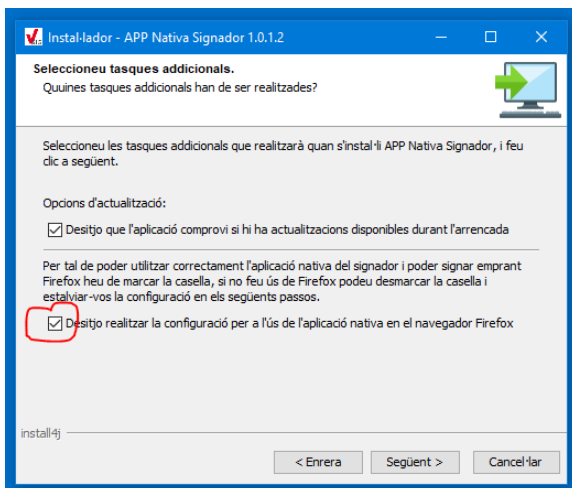 Instal·lador - APP Nativa Signador 1.0.1.2
Seleccioneu tasques addicionals.
Quuines tasques addicionals han de ser realitzades?
Seleccioneu les tasques addicionals que realitzarà quan s'instal·li APP Nativa Signador, i feu
clic a següent.
Opcions d'actualització:
Desitjo que l'aplicació comprovi si hi ha actualitzacions disponibles durant l'arrencada
Per tal de poder utilitzar correctament l'aplicació nativa del signador i poder signar emprant
Firefox heu de marcar la casella, si no feu ús de Firefox podeu desmarcar la casella i
estalviar-vos la configuració en els següents passos.
Desitjo realitzar la configuració per a l'ús de l'aplicació nativa en el navegador Firefox
install4j
< Enrera
Següent >
Cancel·lar